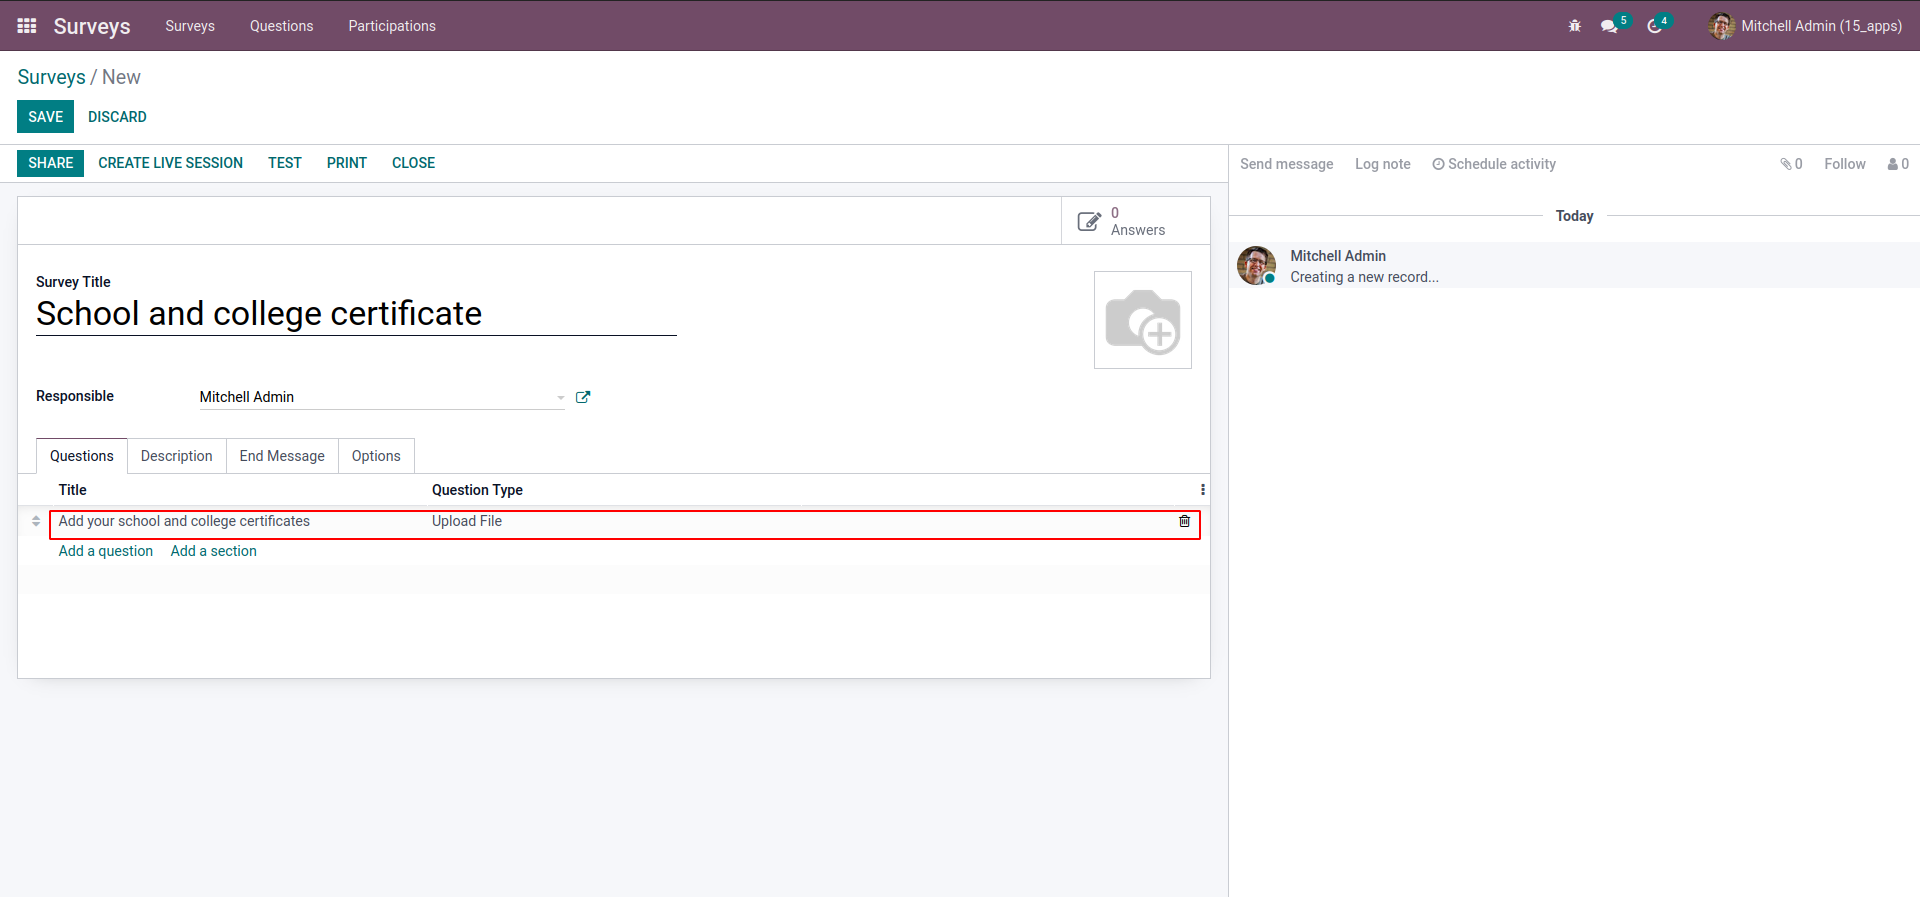 Surveys Surveys Questions Participations 5 4 Mitchell Admin (15_apps)
Surveys / New
SAVE DISCARD
SHARE CREATE LIVE SESSION TEST PRINT CLOSE
Send message Log note Schedule activity 0 Follow 0
0
Answers
Today
Mitchell Admin
Creating a new record...
Survey Title
School and college certificate
Responsible Mitchell Admin
Questions Description End Message Options
Title Question Type
Add your school and college certificates Upload File
Add a question Add a section